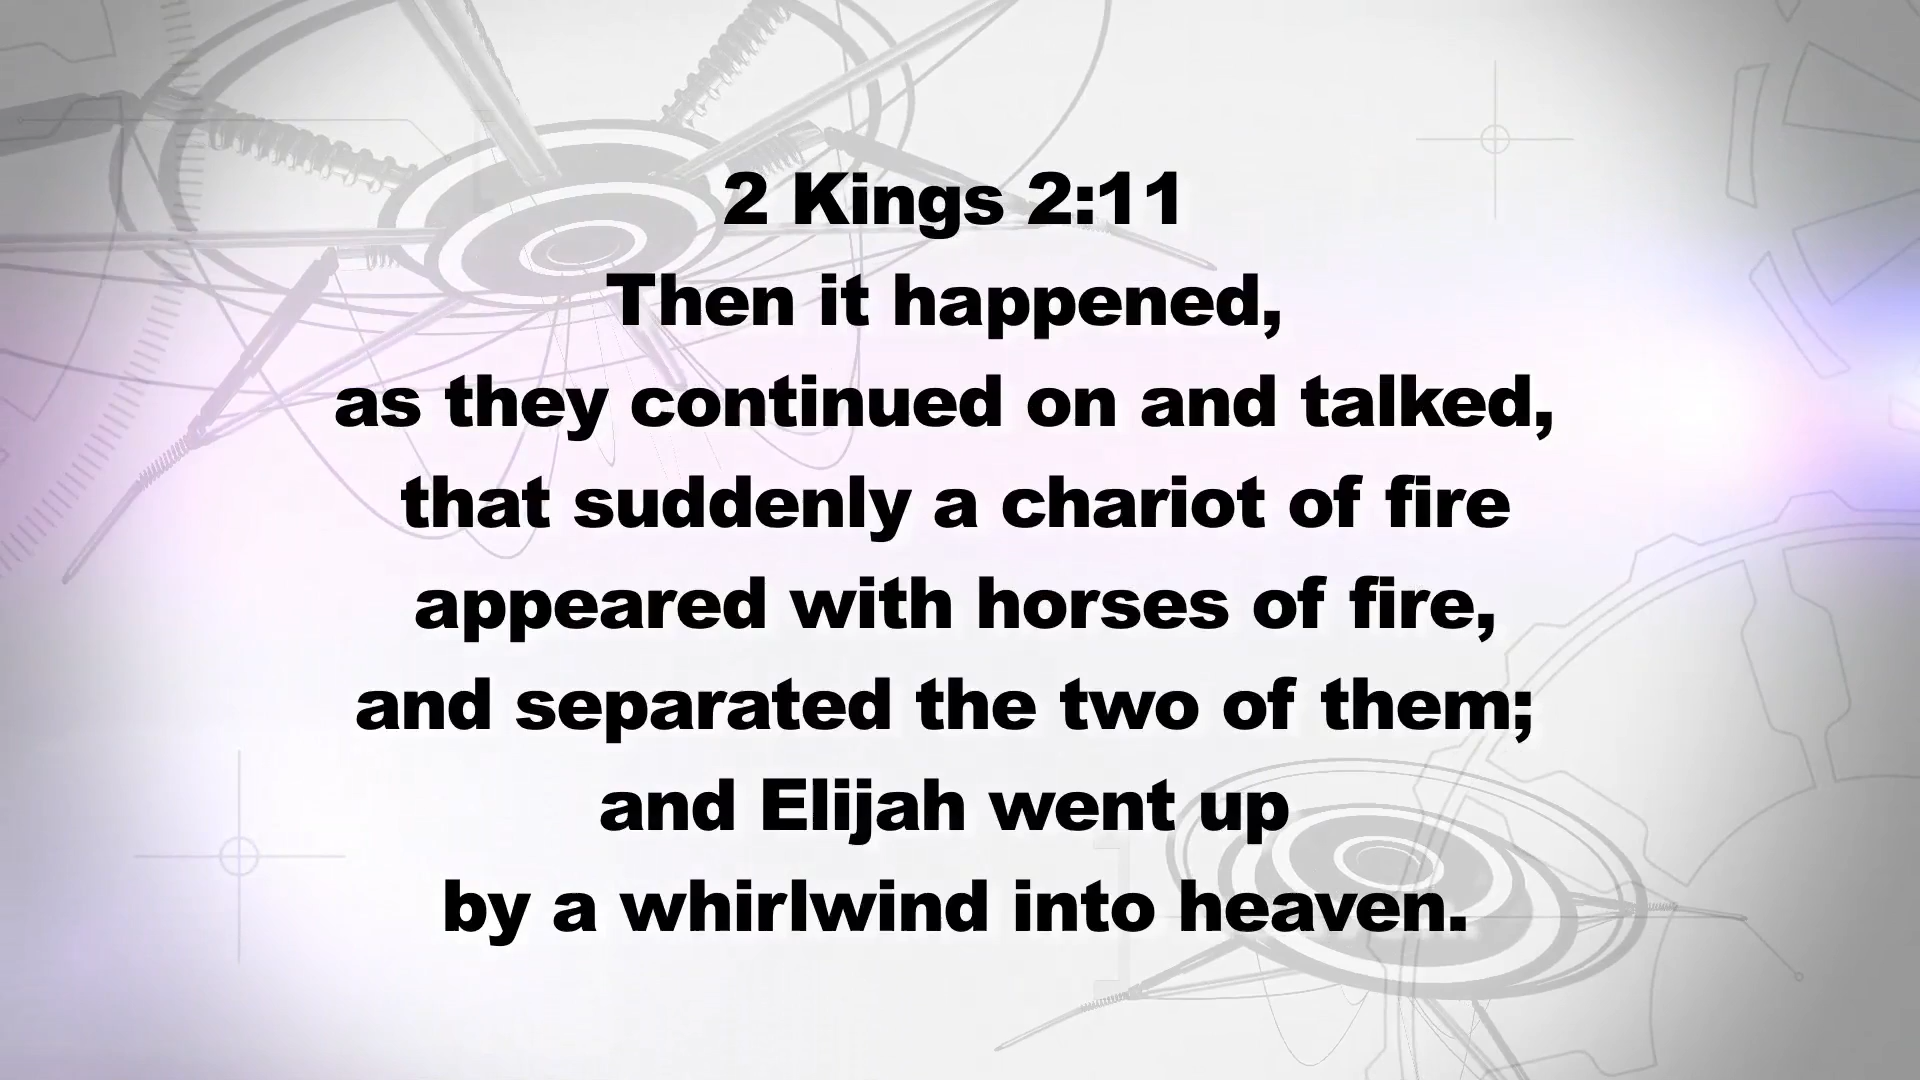 2 Kings 2:11
Then it happened,
as they continued on and talked,
that suddenly a chariot of fire
appeared with horses of fire,
and separated the two of them;
and Elijah went up
by a whirlwind into heaven.